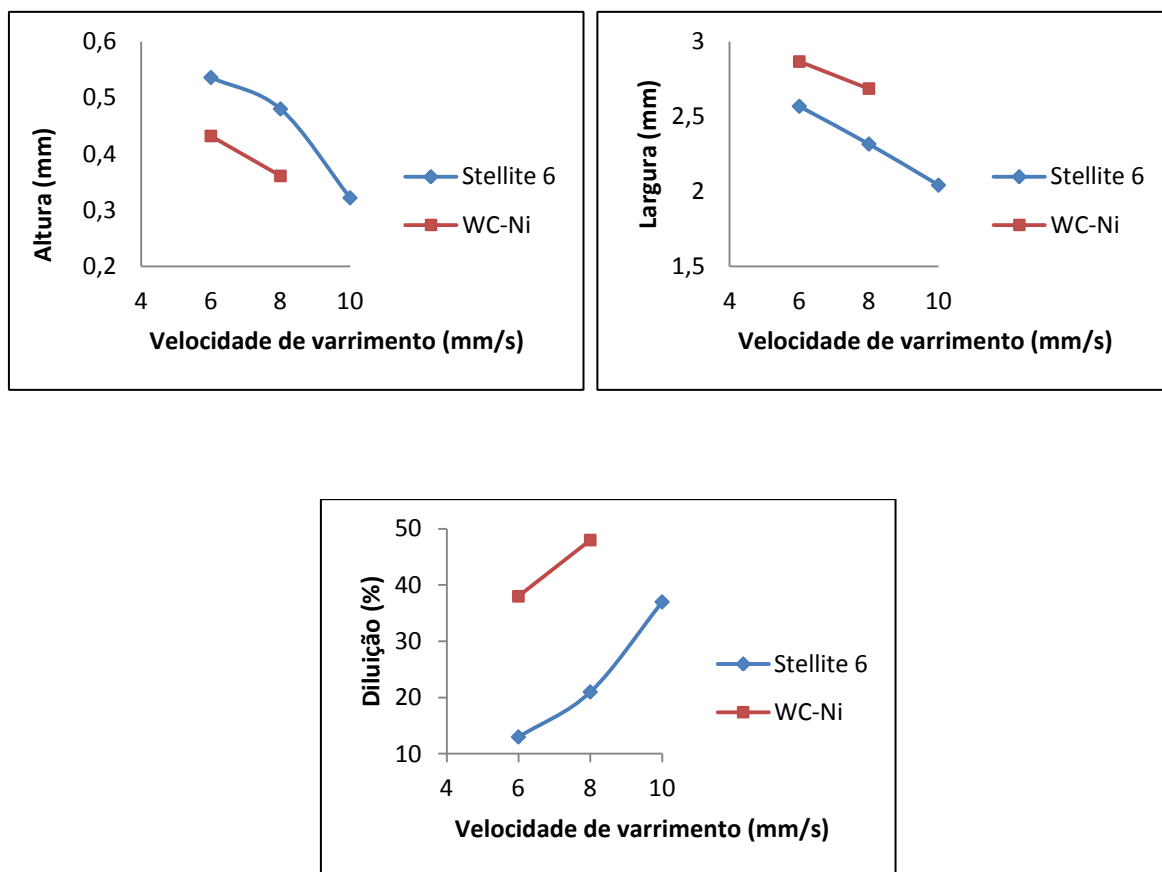 0,6
0,5
0,4
0,3
0,2
4 6 8 10
Altura (mm)
Velocidade de varrimento (mm/s)
Stellite 6
WC-Ni
3
2,5
2
1,5
4 6 8 10
Largura (mm)
Velocidade de varrimento (mm/s)
Stellite 6
WC-Ni
50
40
30
20
10
4 6 8 10
Diluição (%)
Velocidade de varrimento (mm/s)
Stellite 6
WC-Ni